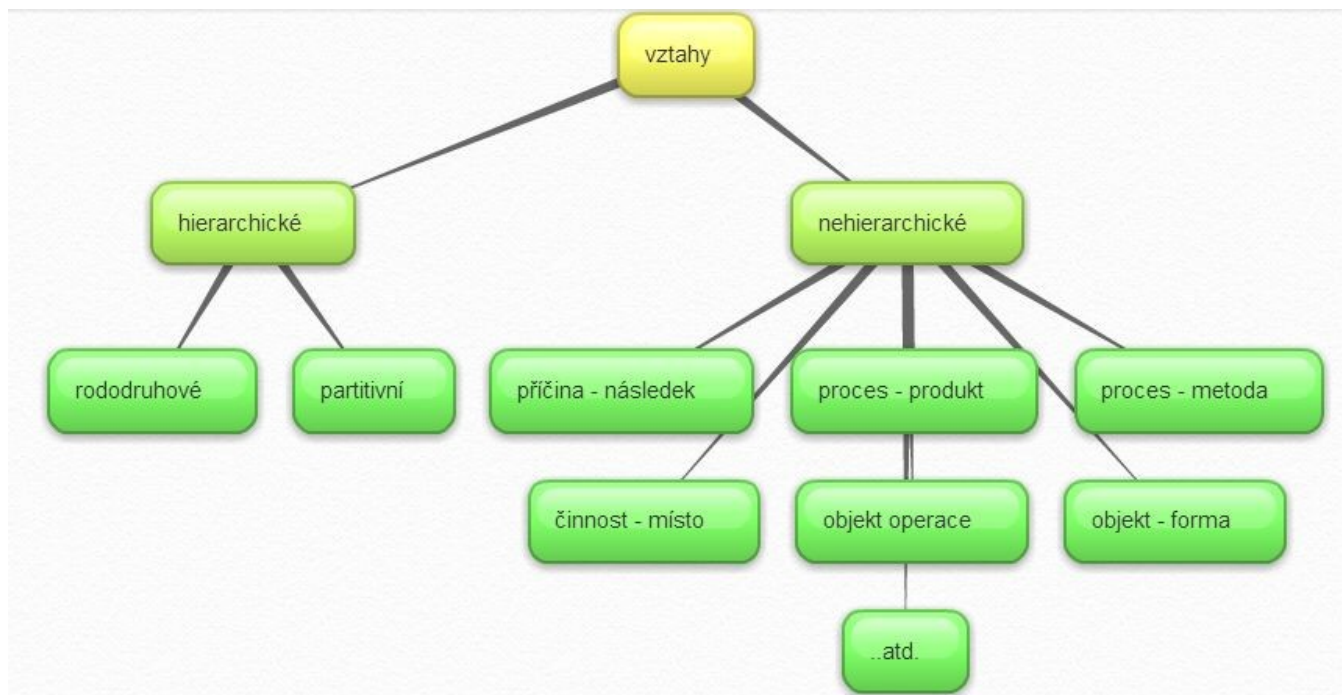 vztahy
hierarchické
nehierarchické
rododruhové
partitivní
příčina - následek
proces - produkt
proces - metoda
činnost - místo
objekt operace
objekt - forma
..atd.